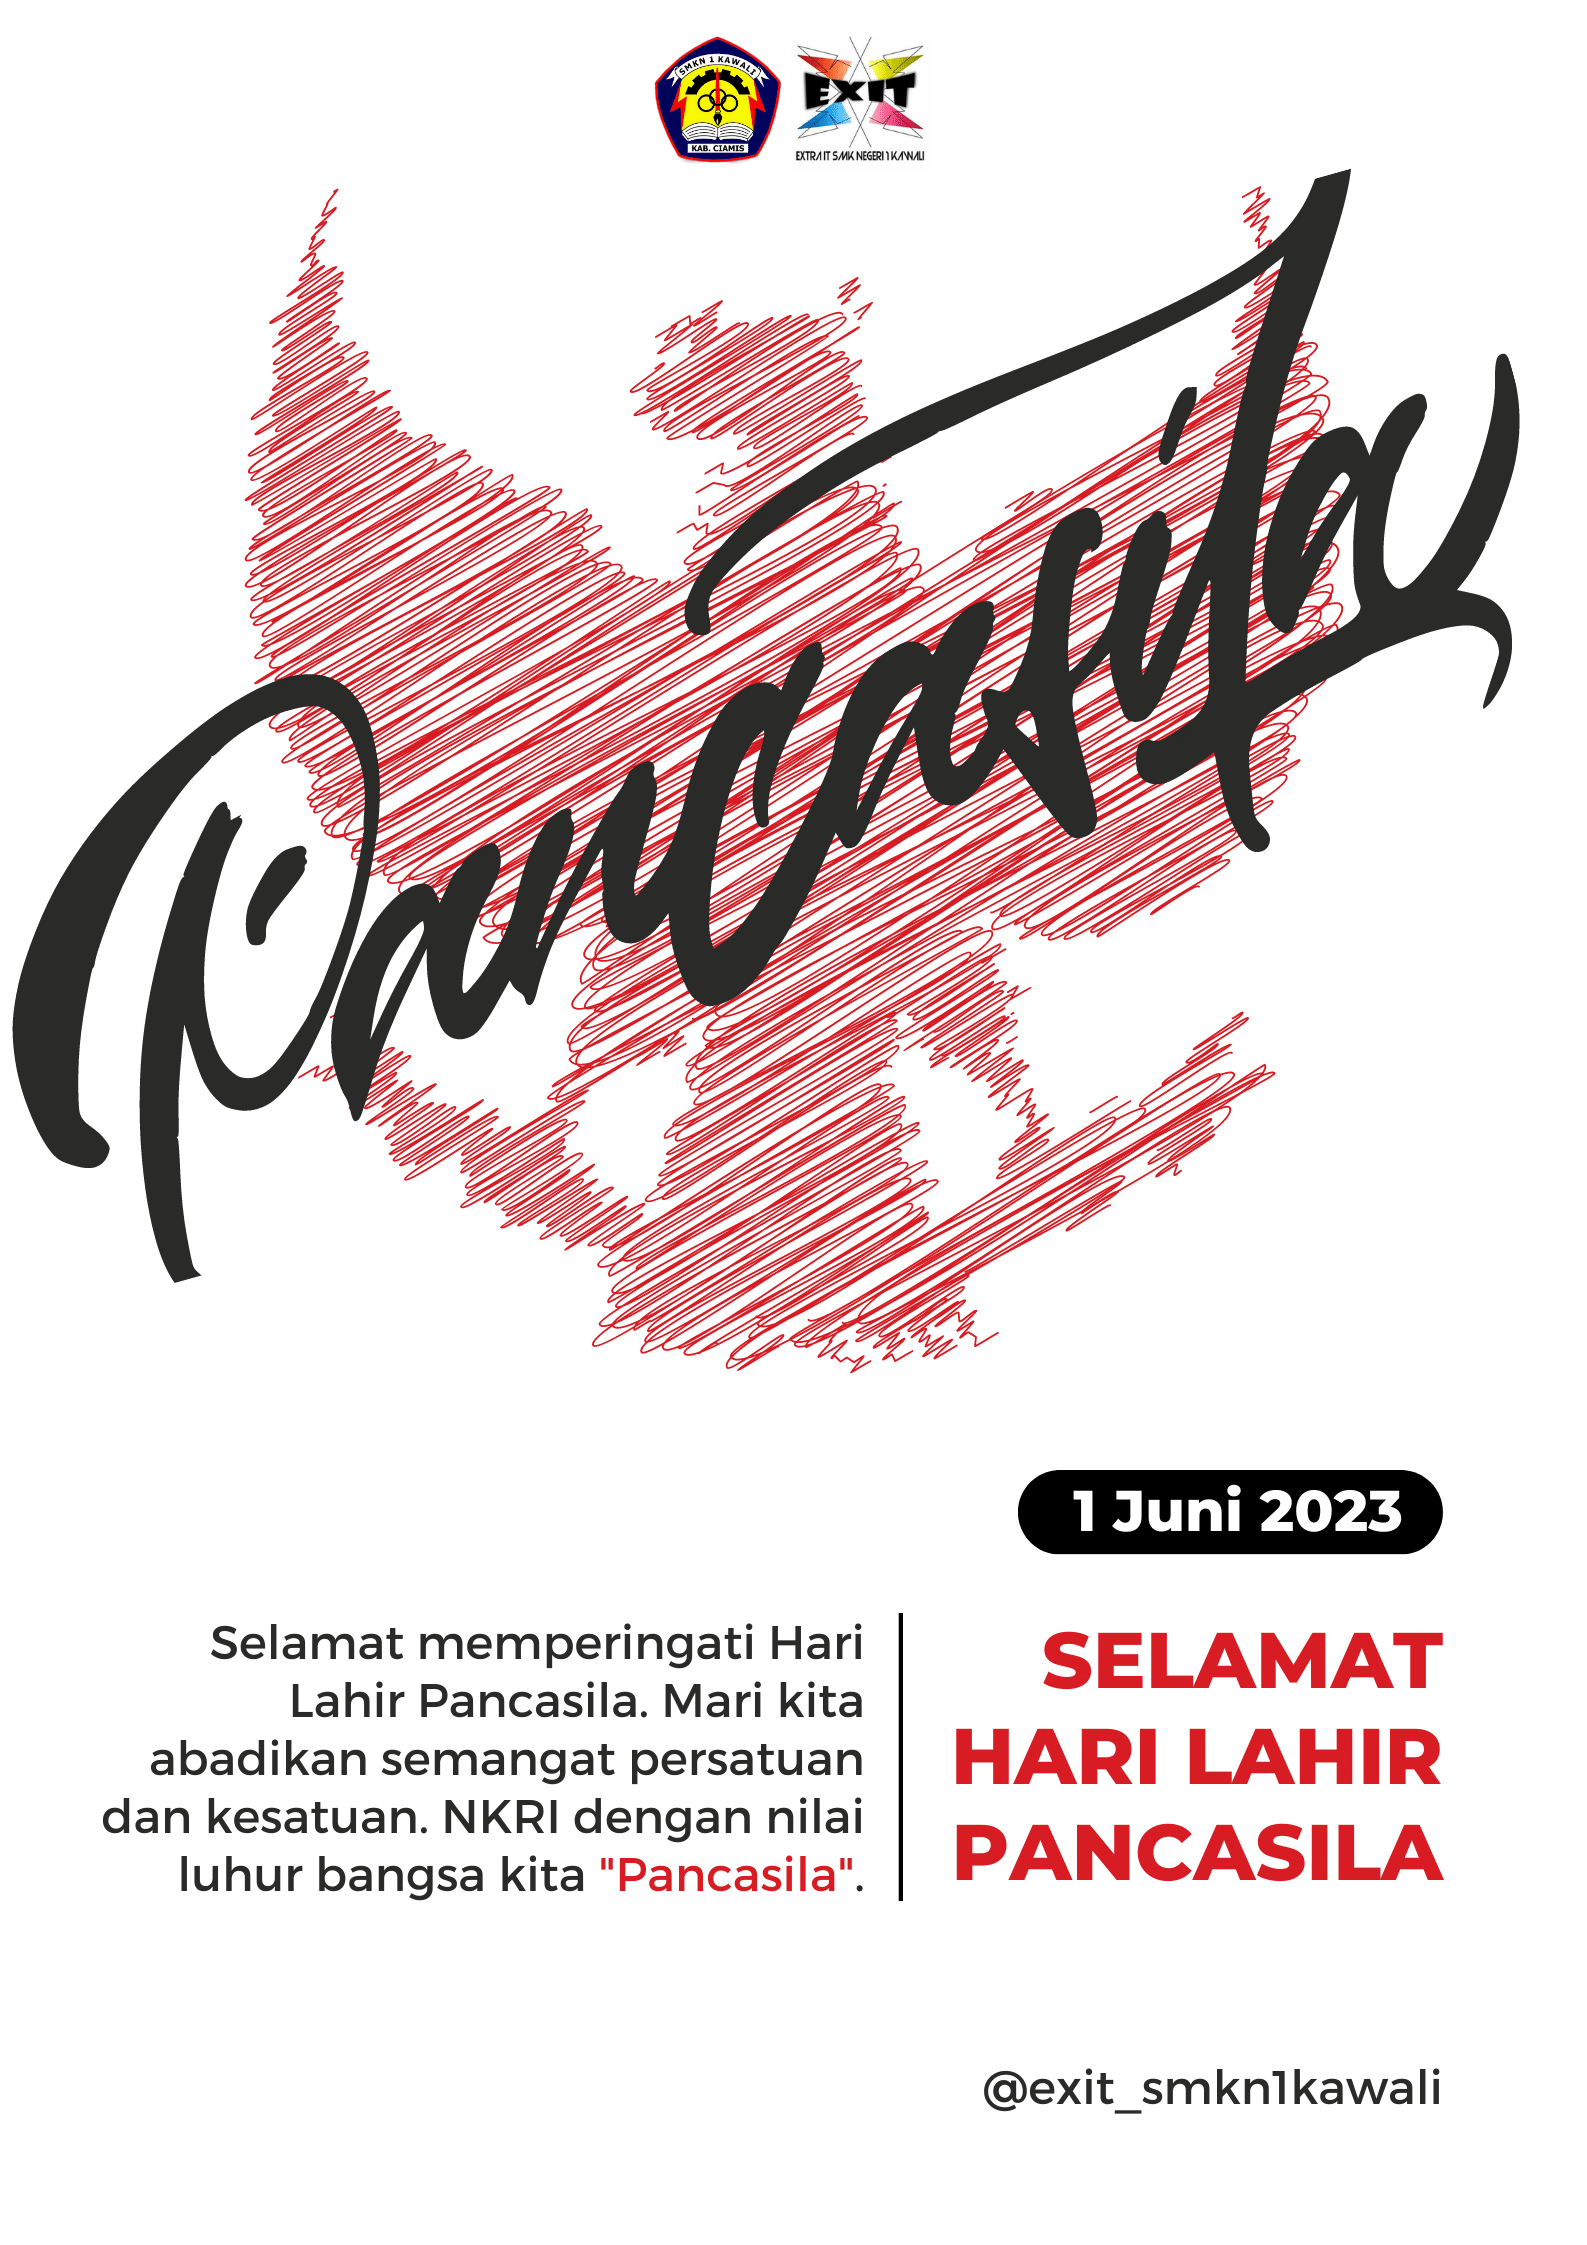 SMKN 1 KAWALI
KAB. CIAMIS
EXIT
EXTRA IT SMK NEGERI 1 KAWALI
Pancasila
1 Juni 2023
Selamat memperingati Hari
Lahir Pancasila. Mari kita
abadikan semangat persatuan
dan kesatuan. NKRI dengan nilai
luhur bangsa kita "Pancasila".
SELAMAT
HARI LAHIR
PANCASILA
@exit_smkn1kawali